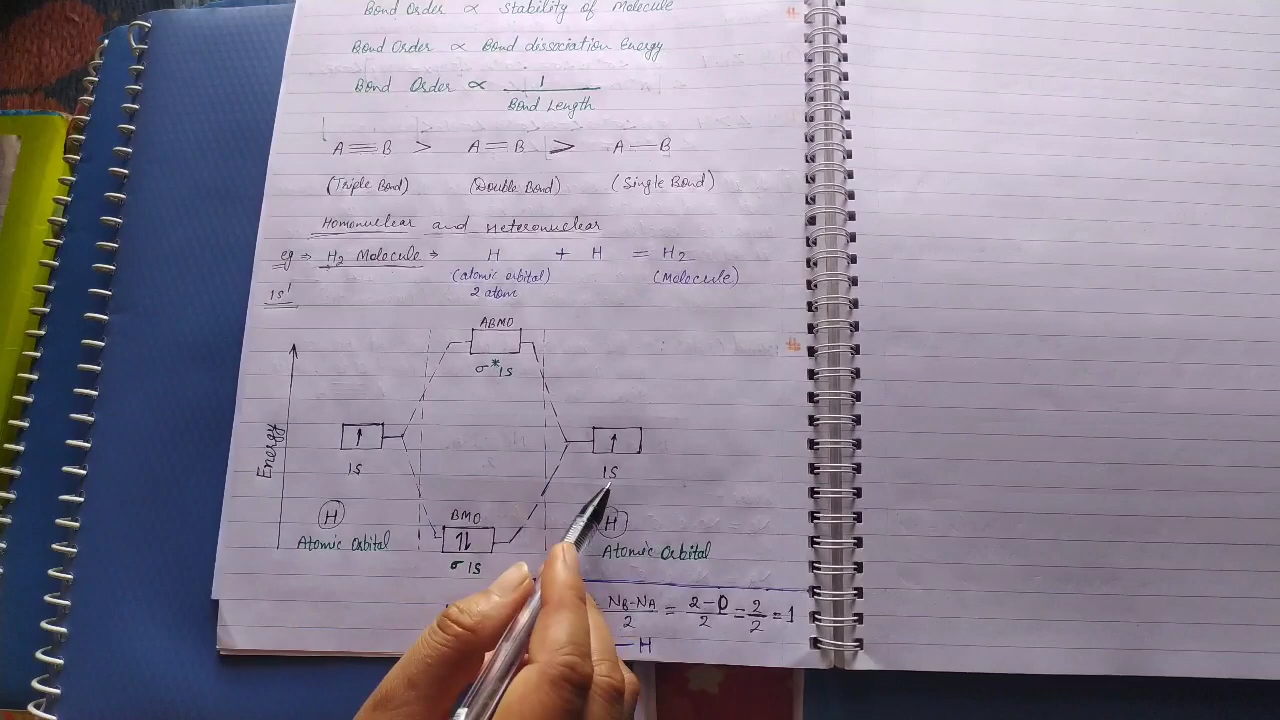 Bond Order ∝ stability of Molecule
Bond Order ∝ Bond dissociation Energy
Bond Order ∝ 1 / Bond Length
A≡B > A=B > A—B
(Triple Bond) (Double Bond) (Single Bond)
Homonuclear and Heteronuclear
eg → H2 Molecule → H + H = H2
(atomic orbital) (Molecule)
1s¹ 2 atom
ABMO
σ*1s
Energy
↑ ↑
1s 1s
H BMO H
Atomic Orbital ↑↓ Atomic Orbital
σ 1s
NB-NA / 2 = 2-0 / 2 = 2 / 2 = 1
— H